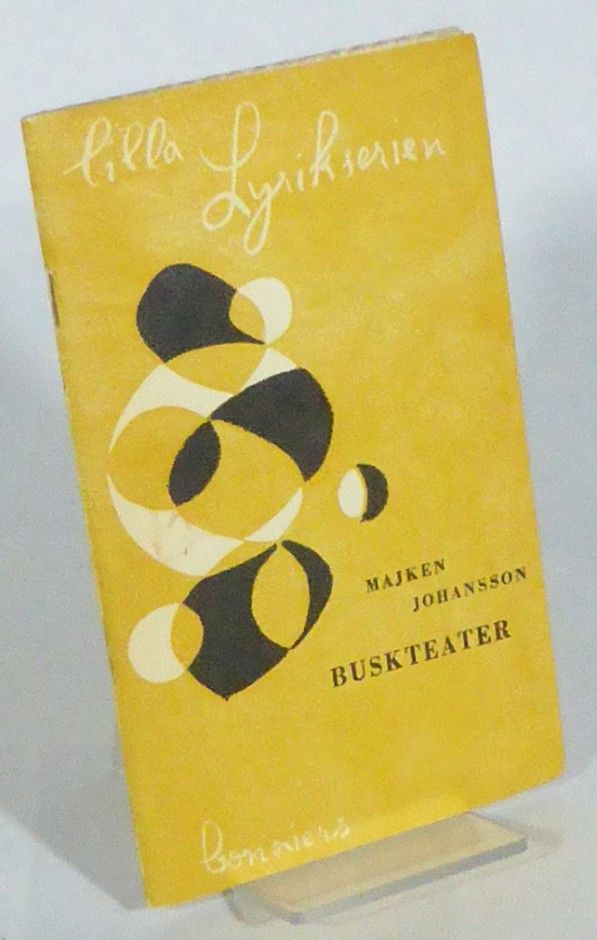 lilla Lyrikserien
MAJKEN
JOHANSSON
BUSKTEATER
bonniers